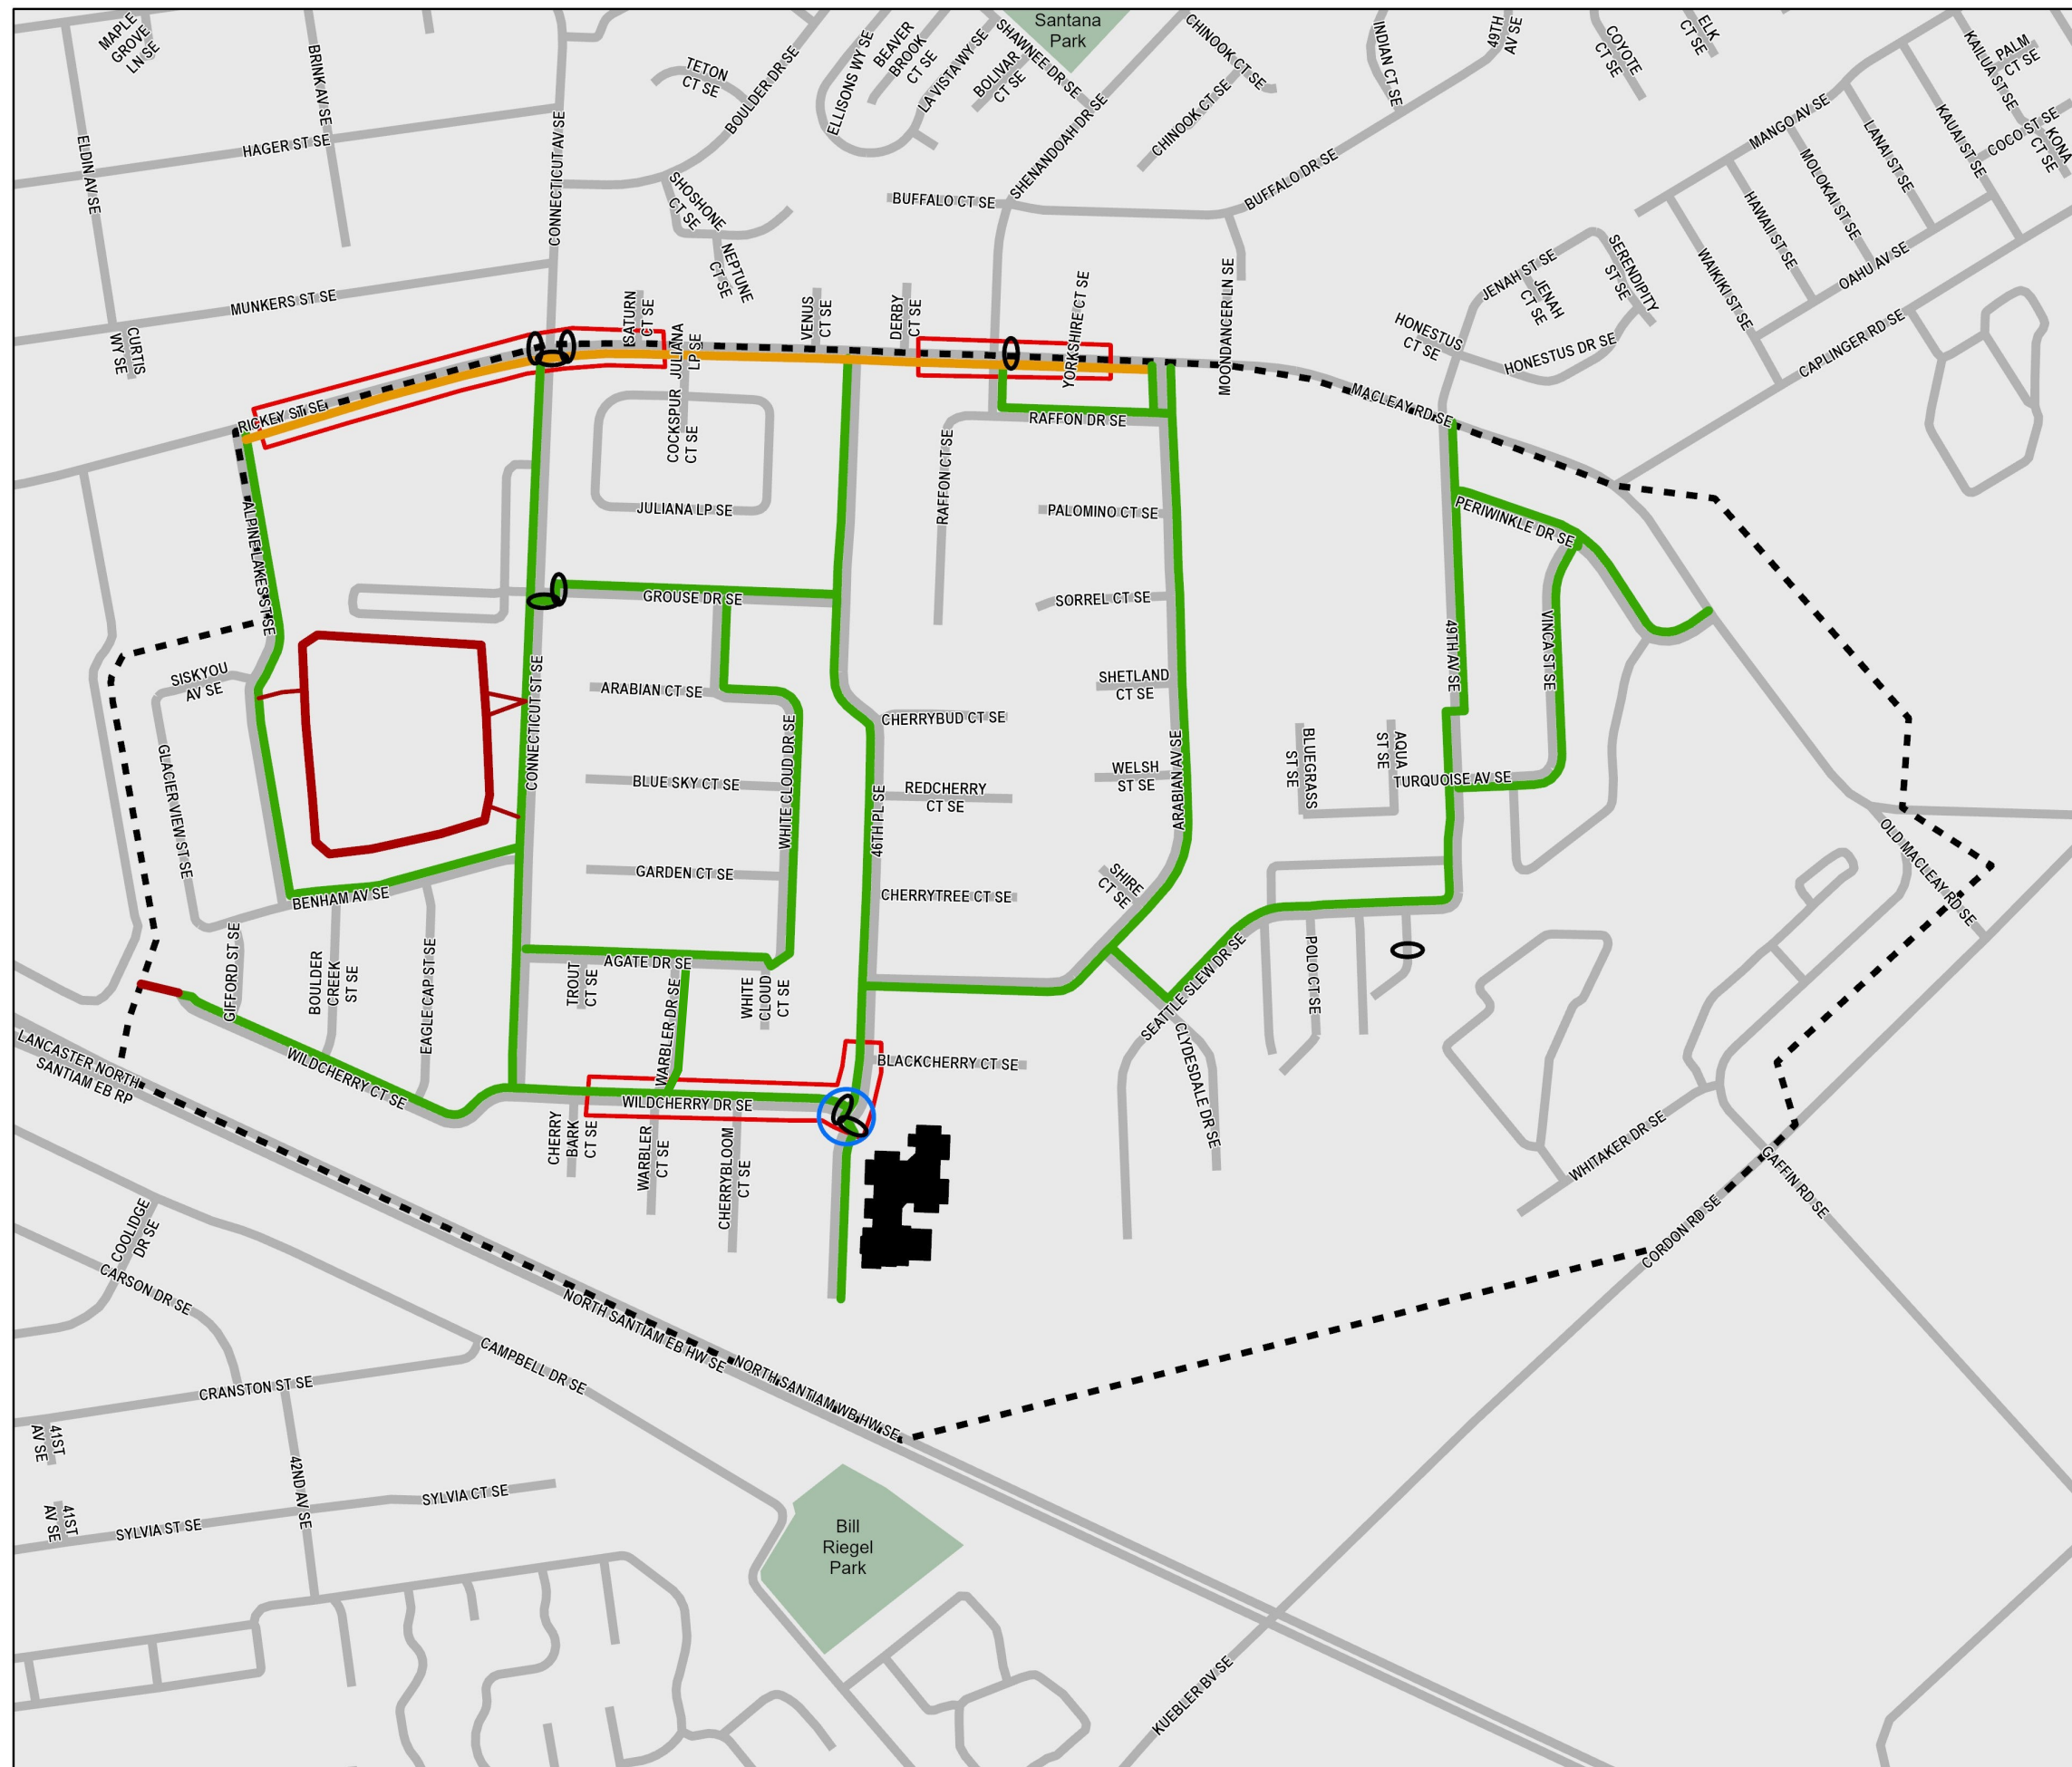 MAPLE
GROVE
LN SE
BRINK AV SE
ELDIN AV SE
HAGER ST SE
CONNECTICUT AV SE
TETON
CT SE
BOULDER DR SE
ELLISONS WY SE
BEAVER
BROOK
CT SE
LA VISTA WY SE
BOLIVAR
CT SE
SHAWNEE DR SE
Santana
Park
CHINOOK CT SE
CHINOOK CT SE
SHENANDOAH DR SE
INDIAN CT SE
49TH
AV SE
COYOTE
CT SE
ELK
CT SE
KAILUA ST SE
PALM
CT SE
MANGO AV SE
KAUAI ST SE
COCO ST SE
KONA
CT SE
LANAI ST SE
MOLOKAI ST SE
HAWAII ST SE
WAIKIKI ST SE
OAHU AV SE
CAPLINGER RD SE
BUFFALO DR SE
BUFFALO CT SE
SHOSHONE
CT SE
NEPTUNE
CT SE
MUNKERS ST SE
CURTIS
WY SE
SATURN
CT SE
JULIANA
LP SE
VENUS
CT SE
DERBY
CT SE
YORKSHIRE CT SE
MOONDANCER LN SE
JENAH ST SE
JENAH
CT SE
SERENDIPITY
ST SE
HONESTUS
CT SE
HONESTUS DR SE
MACLEAY RD SE
RICKEY ST SE
COCKSPUR
CT SE
RAFFON DR SE
RAFFON CT SE
JULIANA LP SE
PALOMINO CT SE
PERIWINKLE DR SE
ALPINE LAKES ST SE
GROUSE DR SE
SORREL CT SE
49TH AV SE
VINCA ST SE
SISKYOU
AV SE
ARABIAN CT SE
CONNECTICUT ST SE
SHETLAND
CT SE
CHERRYBUD CT SE
WHITE CLOUD DR SE
ARABIAN AV SE
GLACIER VIEW ST SE
BLUE SKY CT SE
REDCHERRY
CT SE
WELSH
ST SE
BLUEGRASS
ST SE
AQUA
ST SE
TURQUOISE AV SE
46TH PL SE
OLD MACLEAY RD SE
BENHAM AV SE
GARDEN CT SE
CHERRYTREE CT SE
SHIRE
CT SE
GIFFORD ST SE
BOULDER
CREEK
ST SE
EAGLE CAP ST SE
AGATE DR SE
TROUT
CT SE
WARBLER DR SE
WHITE
CLOUD
CT SE
SEATTLE SLEW DR SE
POLO CT SE
LANCASTER NORTH
SANTIAM EB RP
WILDCHERRY CT SE
BLACKCHERRY CT SE
CLYDESDALE DR SE
WILDCHERRY DR SE
CHERRY
BARK
CT SE
WARBLER
CT SE
CHERRYBLOOM
CT SE
WHITAKER DR SE
GAFFIN RD SE
CORDON RD SE
COOLIDGE
DR SE
CARSON DR SE
NORTH SANTIAM EB HW SE
NORTH SANTIAM WB HW SE
CAMPBELL DR SE
CRANSTON ST SE
41ST
AV SE
42ND AV SE
SYLVIA CT SE
41ST
AV SE
SYLVIA ST SE
Bill
Riegel
Park
KUEBLER BV SE